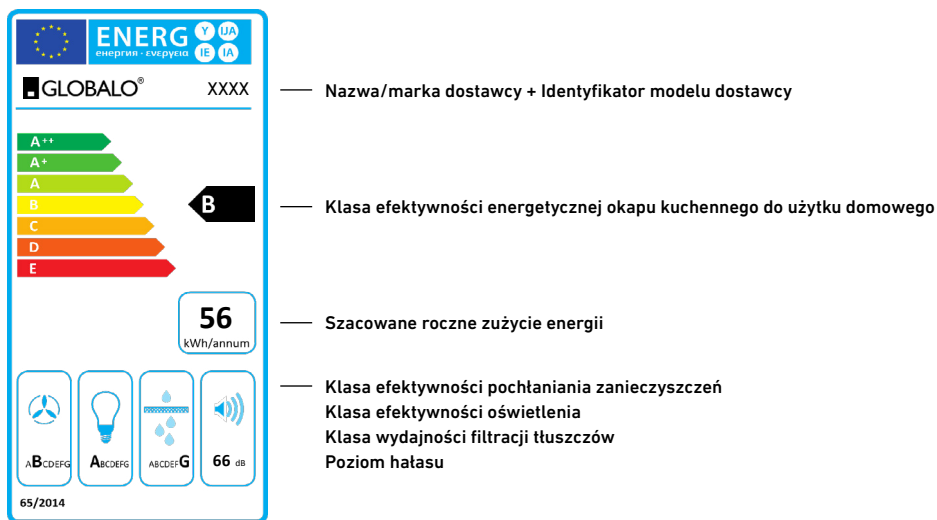 ENERG Y UA
енергия · ενεργεια IE IA
GLOBALO® XXXX
Nazwa/marka dostawcy + Identyfikator modelu dostawcy
A++
A+
A
B
C
D
E
B
Klasa efektywności energetycznej okapu kuchennego do użytku domowego
56
kWh/annum
Szacowane roczne zużycie energii
ABCDEFG
ABCDEFG
ABCDEFG
66 dB
Klasa efektywności pochłaniania zanieczyszczeń
Klasa efektywności oświetlenia
Klasa wydajności filtracji tłuszczów
Poziom hałasu
65/2014